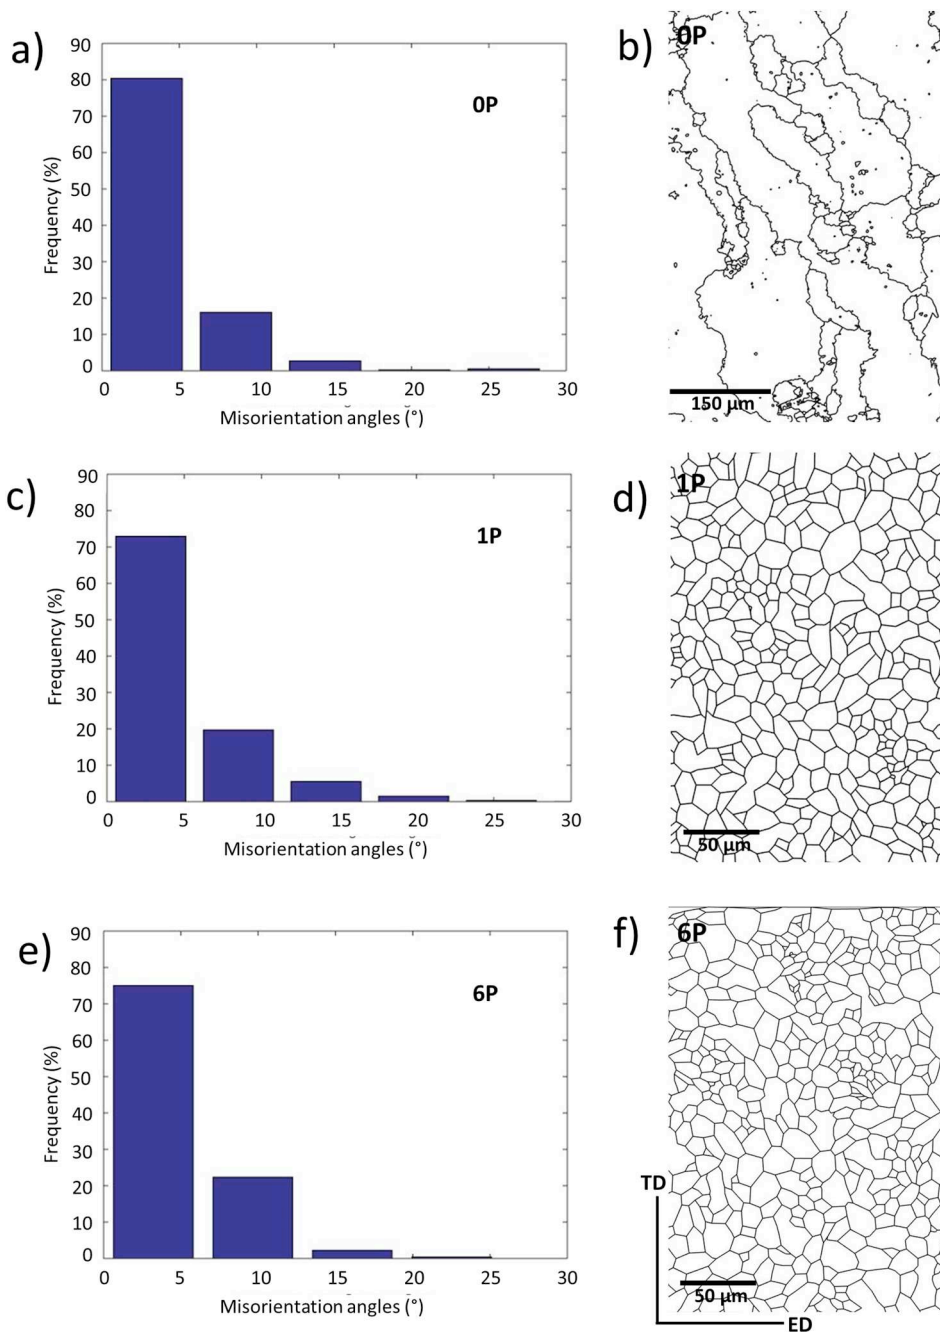 a)
90
80
70
60
50
40
30
20
10
0
Frequency (%)
0P
0 5 10 15 20 25 30
Misorientation angles (°)
b)
0P
150 µm
c)
90
80
70
60
50
40
30
20
10
0
Frequency (%)
1P
0 5 10 15 20 25 30
Misorientation angles (°)
d)
1P
50 µm
e)
90
80
70
60
50
40
30
20
10
0
Frequency (%)
6P
0 5 10 15 20 25 30
Misorientation angles (°)
f)
6P
TD
50 µm
ED